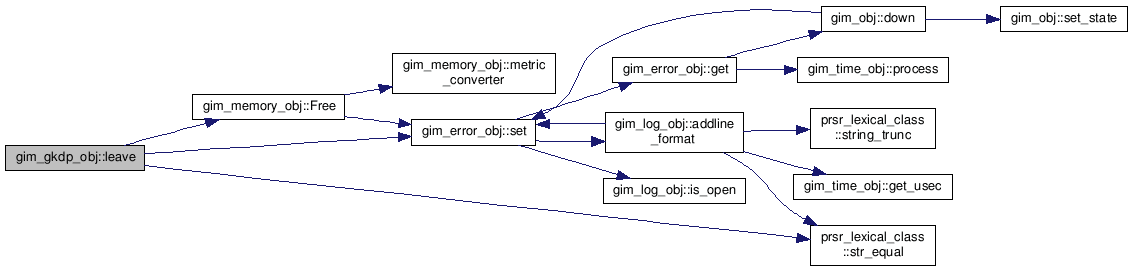 gim_gkdp_obj::leave
gim_memory_obj::Free
gim_memory_obj::metric
_converter
gim_error_obj::set
gim_error_obj::get
gim_log_obj::addline
_format
gim_log_obj::is_open
gim_obj::down
gim_time_obj::process
prsr_lexical_class
::string_trunc
gim_time_obj::get_usec
prsr_lexical_class
::str_equal
gim_obj::set_state